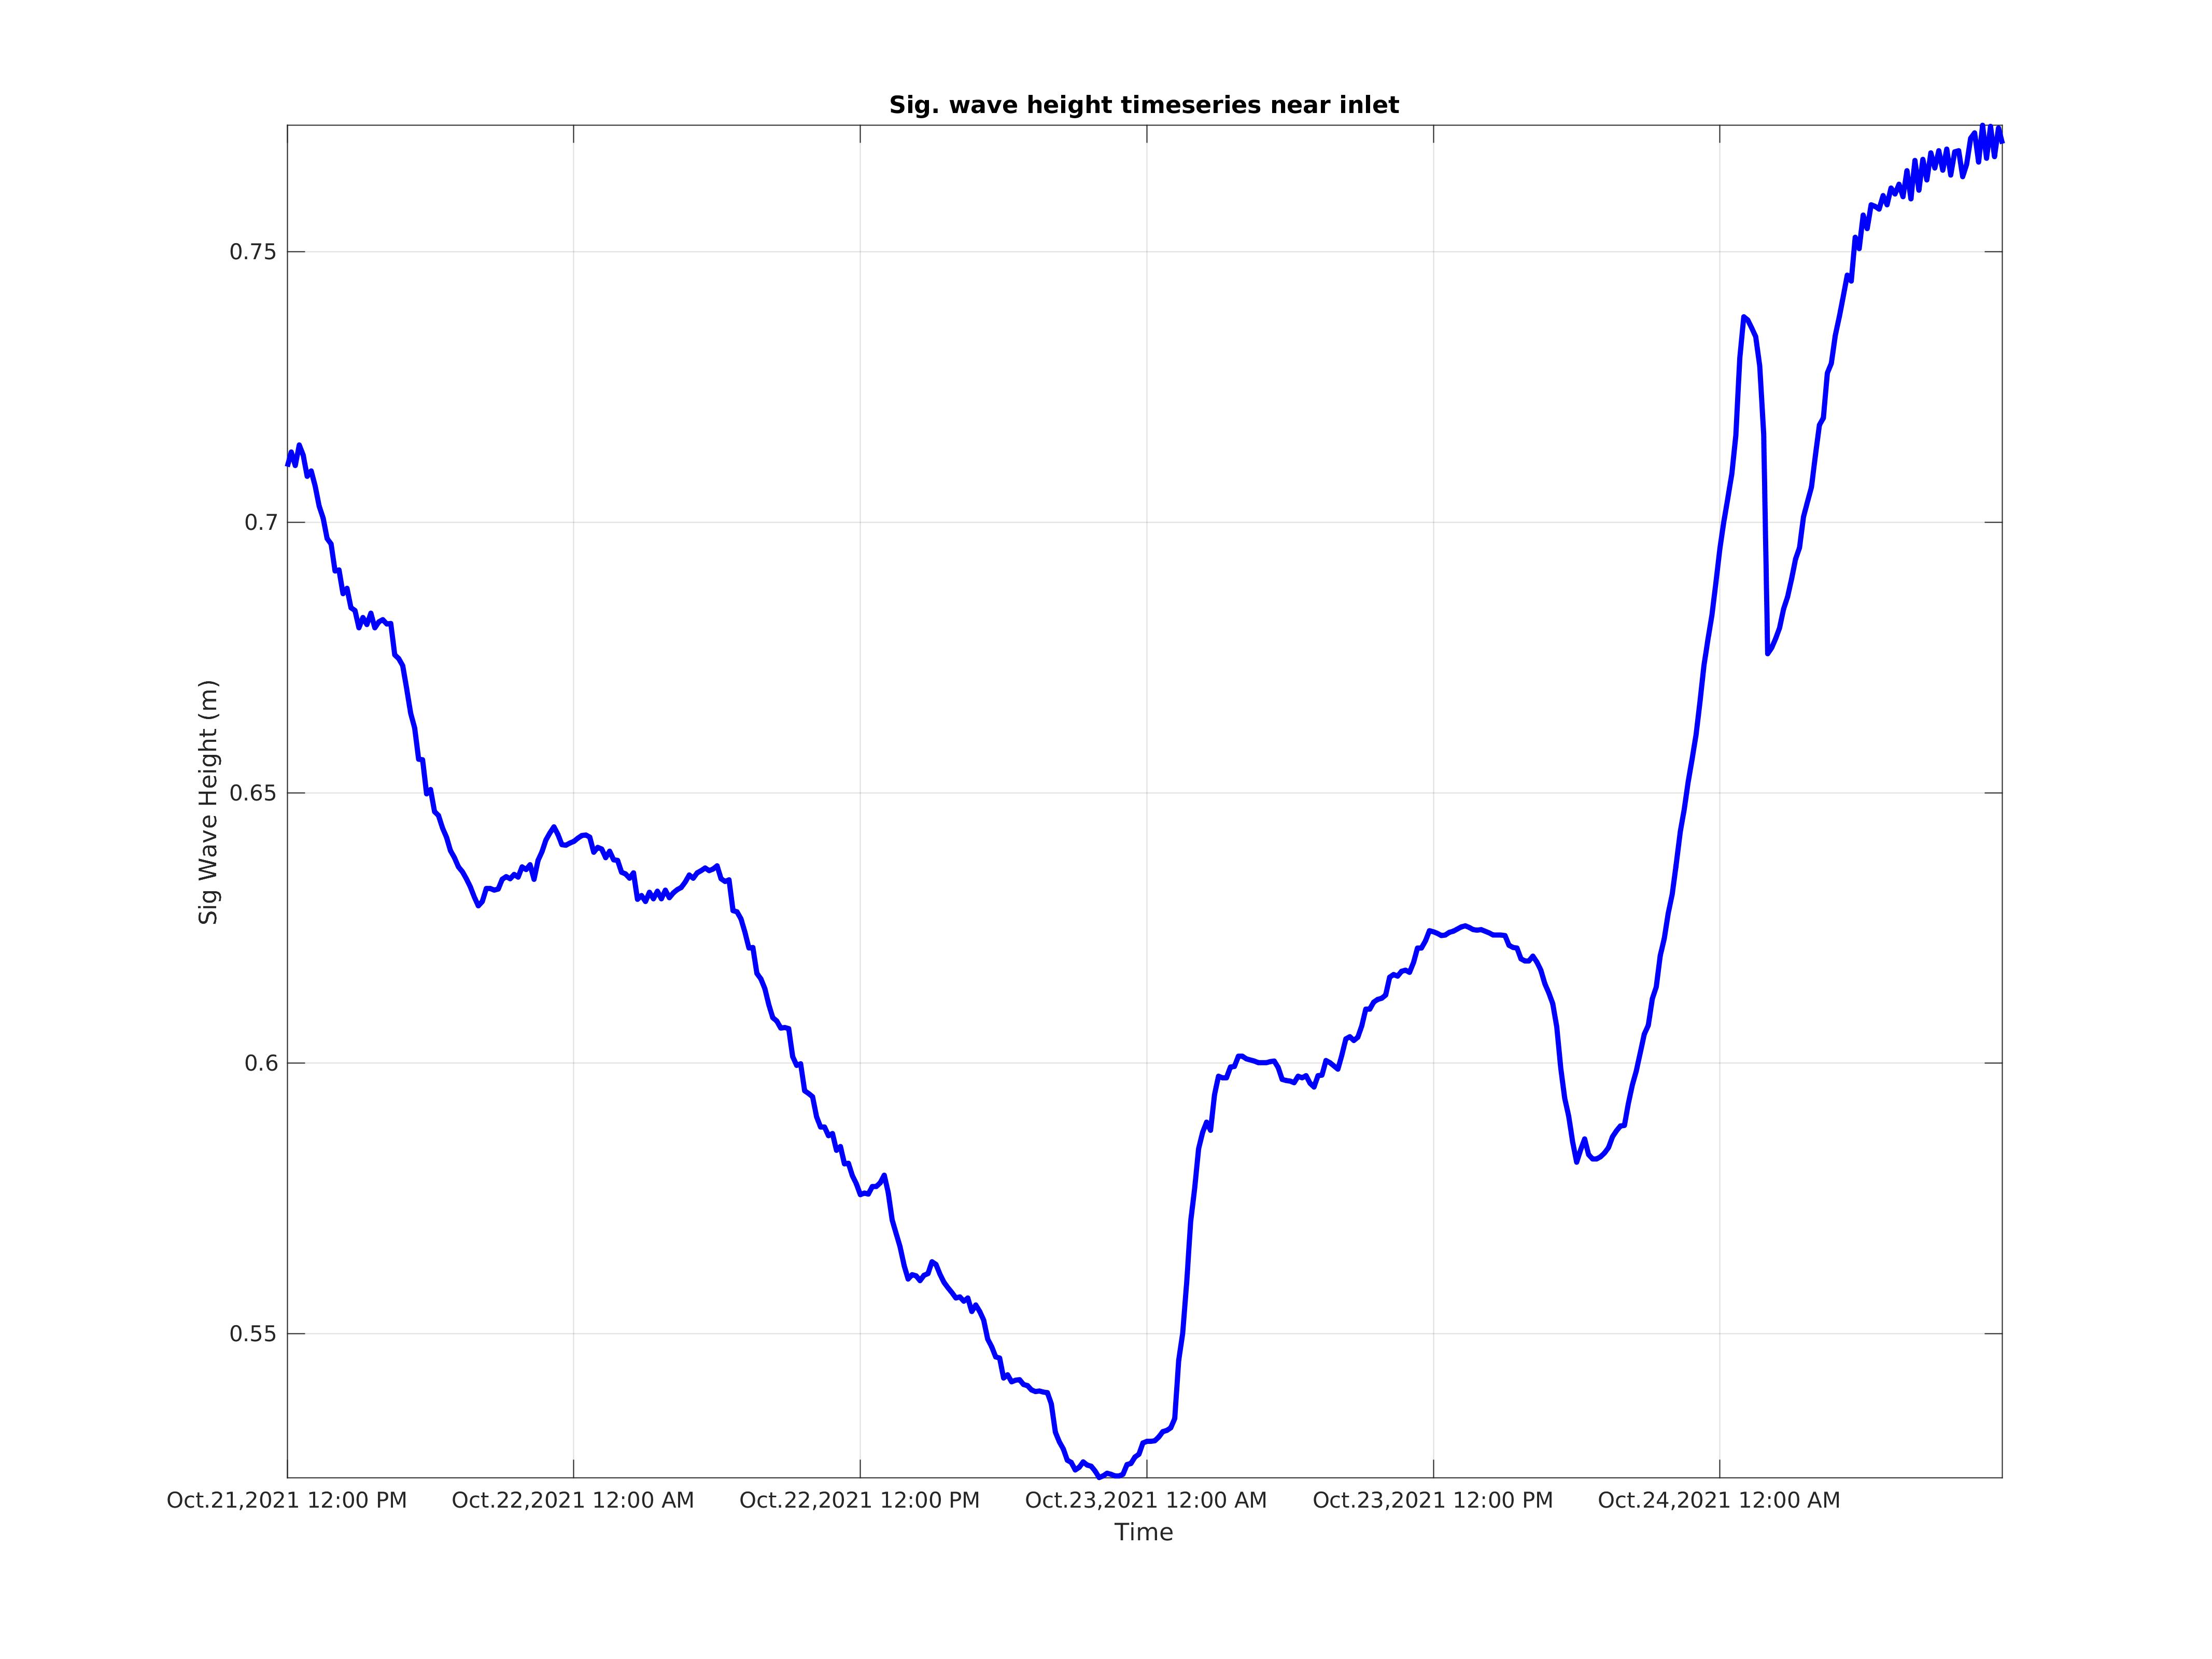 Sig. wave height timeseries near inlet
0.75
0.7
0.65
0.6
0.55
Sig Wave Height (m)
Oct.21,2021 12:00 PM
Oct.22,2021 12:00 AM
Oct.22,2021 12:00 PM
Oct.23,2021 12:00 AM
Oct.23,2021 12:00 PM
Oct.24,2021 12:00 AM
Time